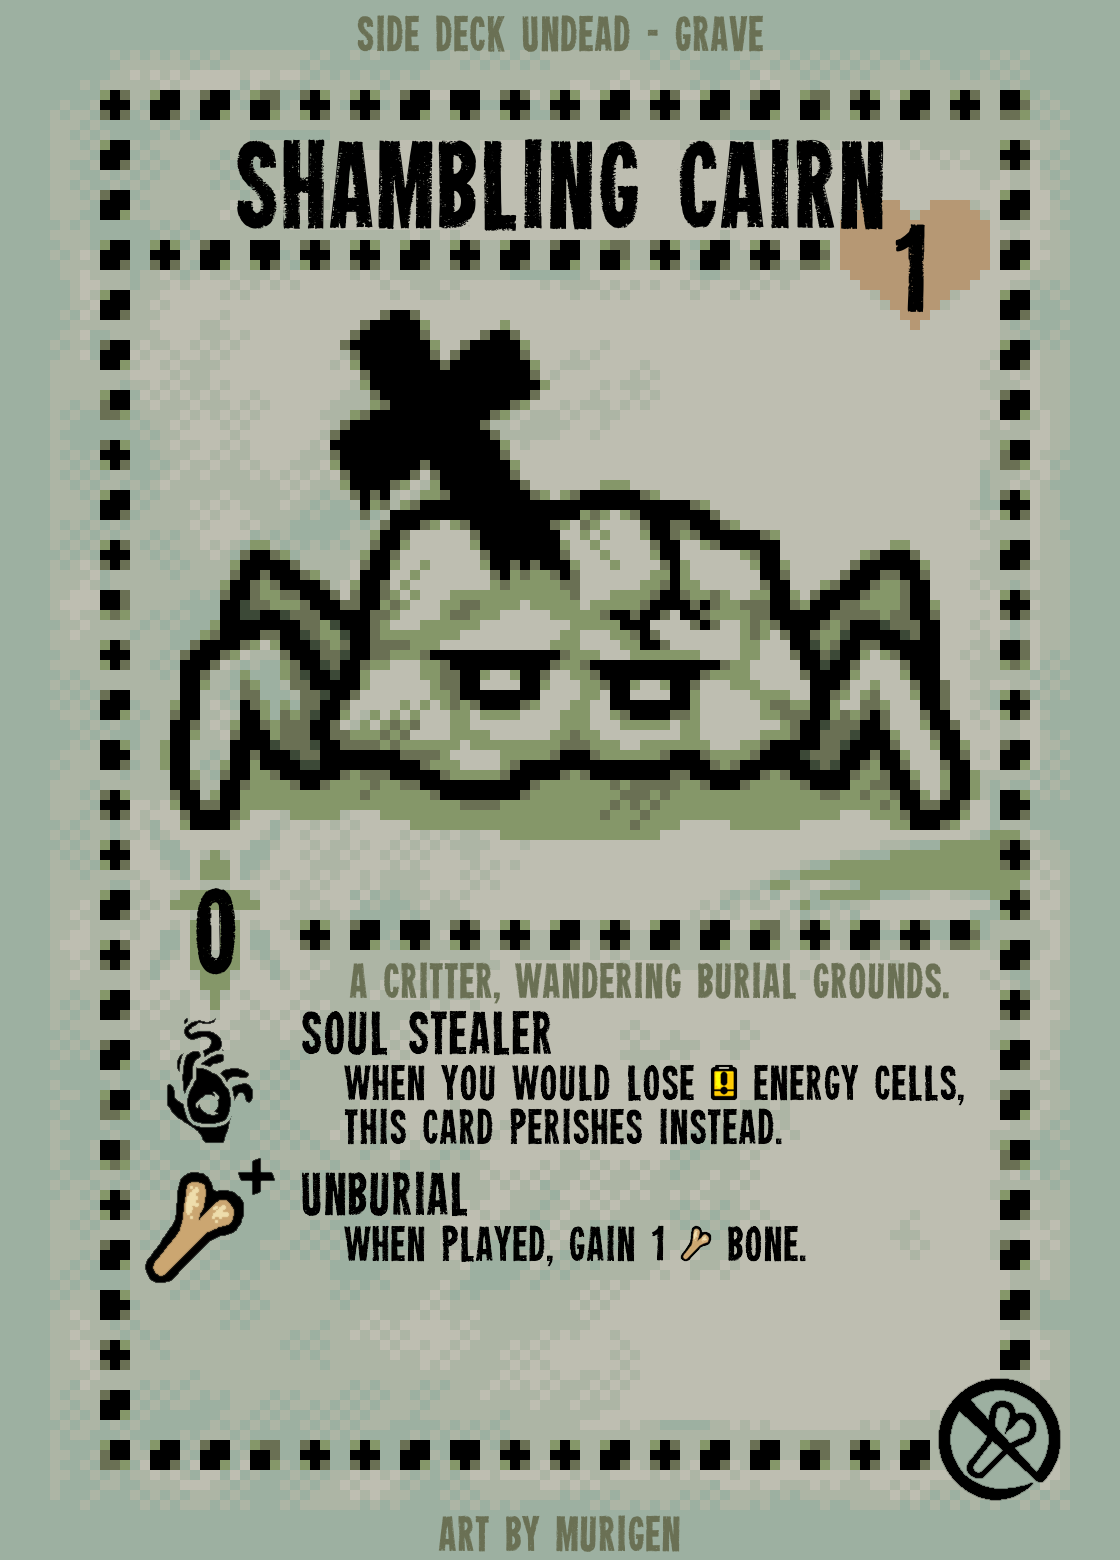 SIDE DECK UNDEAD - GRAVE
SHAMBLING CAIRN
1
0
A CRITTER, WANDERING BURIAL GROUNDS.
SOUL STEALER
WHEN YOU WOULD LOSE ! ENERGY CELLS,
THIS CARD PERISHES INSTEAD.
UNBURIAL
WHEN PLAYED, GAIN 1 BONE.
ART BY MURIGEN